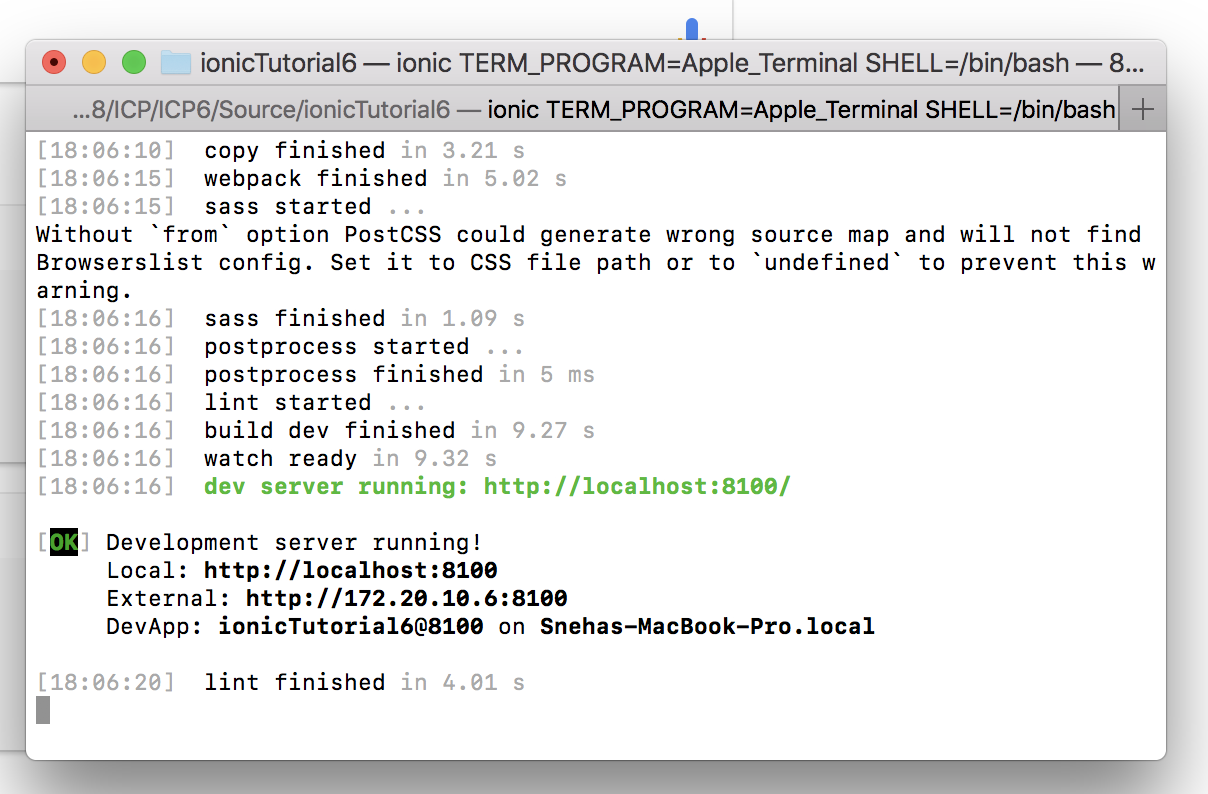 ionicTutorial6 — ionic TERM_PROGRAM=Apple_Terminal SHELL=/bin/bash — 8...
...8/ICP/ICP6/Source/ionicTutorial6 — ionic TERM_PROGRAM=Apple_Terminal SHELL=/bin/bash +
[18:06:10]  copy finished in 3.21 s
[18:06:15]  webpack finished in 5.02 s
[18:06:15]  sass started ...
Without `from` option PostCSS could generate wrong source map and will not find
Browserslist config. Set it to CSS file path or to `undefined` to prevent this w
arning.
[18:06:16]  sass finished in 1.09 s
[18:06:16]  postprocess started ...
[18:06:16]  postprocess finished in 5 ms
[18:06:16]  lint started ...
[18:06:16]  build dev finished in 9.27 s
[18:06:16]  watch ready in 9.32 s
[18:06:16]  dev server running: http://localhost:8100/
[OK] Development server running!
     Local: http://localhost:8100
     External: http://172.20.10.6:8100
     DevApp: ionicTutorial6@8100 on Snehas-MacBook-Pro.local
[18:06:20]  lint finished in 4.01 s